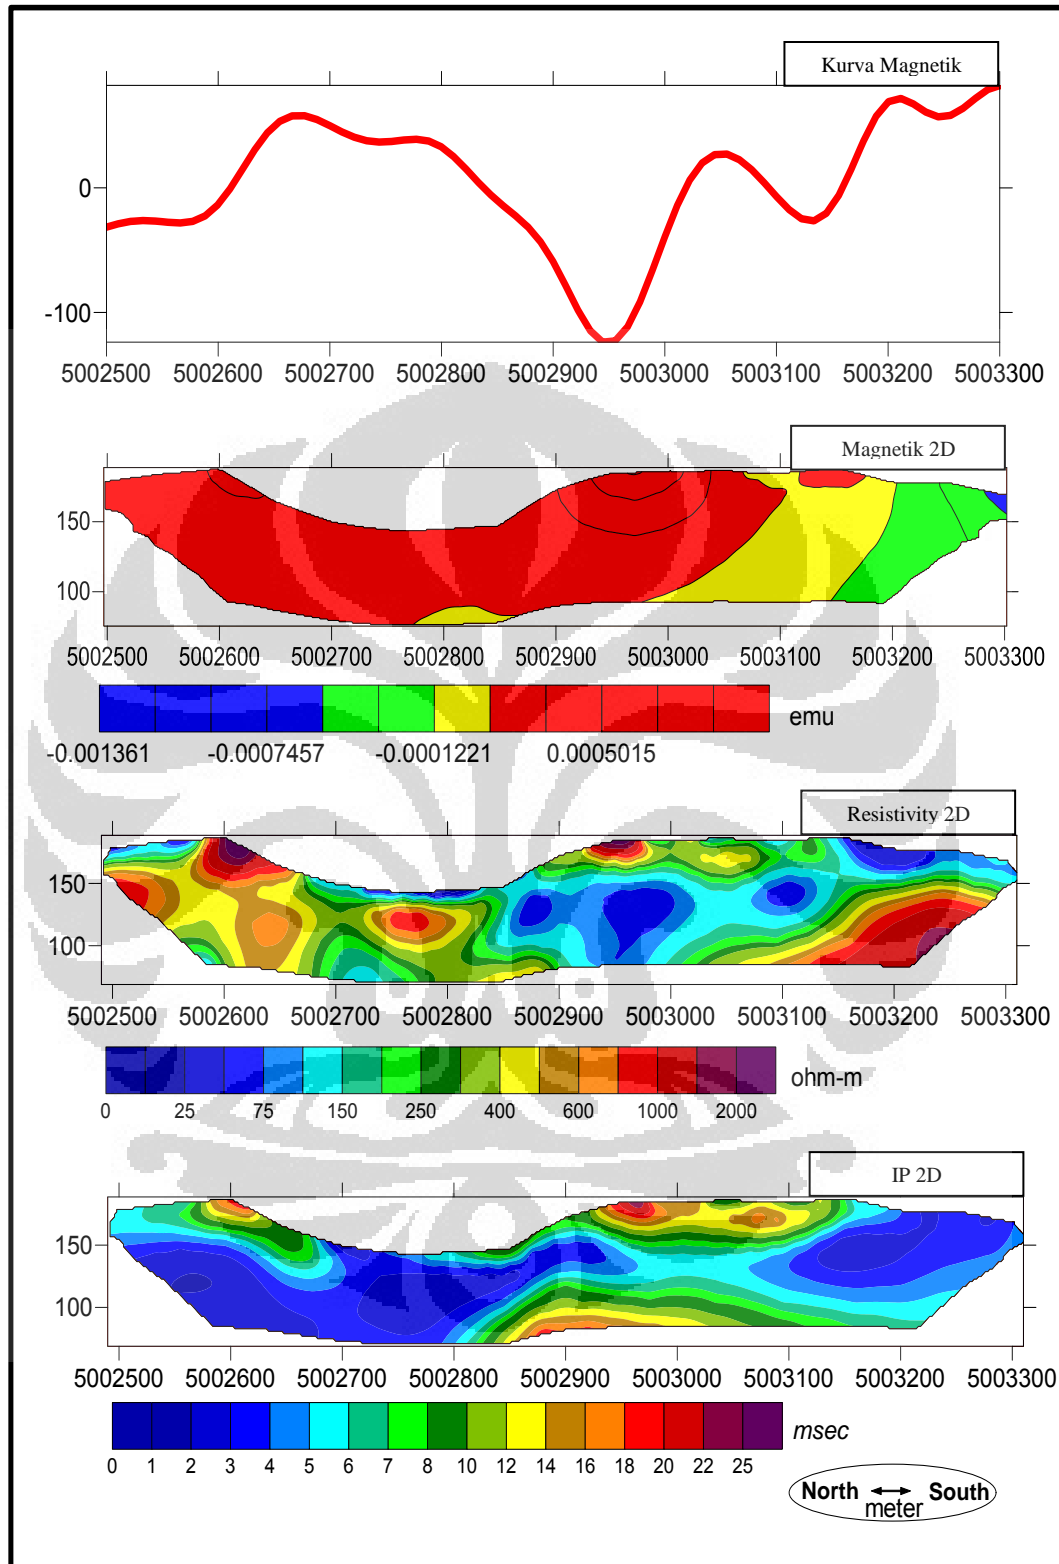 Kurva Magnetik
0
-100
5002500 5002600 5002700 5002800 5002900 5003000 5003100 5003200 5003300
Magnetik 2D
150
100
5002500 5002600 5002700 5002800 5002900 5003000 5003100 5003200 5003300
emu
-0.001361 -0.0007457 -0.0001221 0.0005015
Resistivity 2D
150
100
5002500 5002600 5002700 5002800 5002900 5003000 5003100 5003200 5003300
ohm-m
0 25 75 150 250 400 600 1000 2000
IP 2D
150
100
5002500 5002600 5002700 5002800 5002900 5003000 5003100 5003200 5003300
msec
0 1 2 3 4 5 6 7 8 10 12 14 16 18 20 22 25
North South
meter